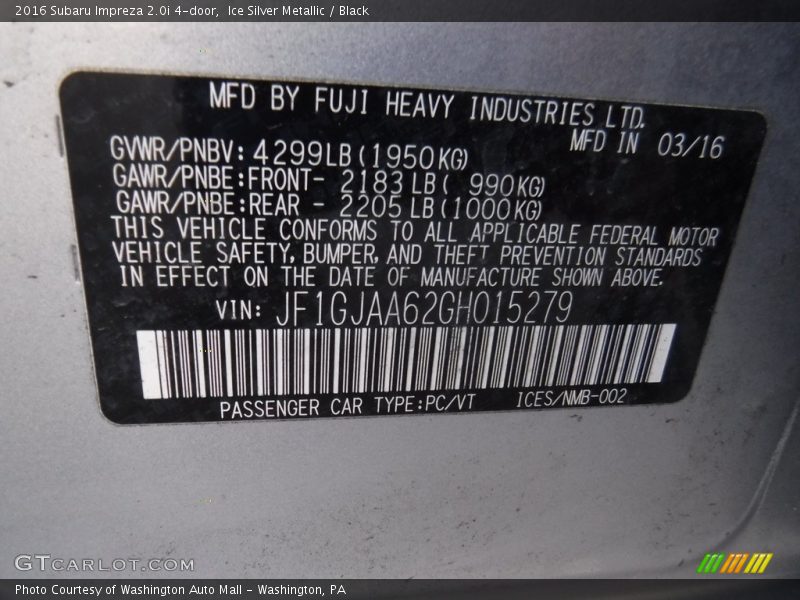 2016 Subaru Impreza 2.0i 4-door,  Ice Silver Metallic / Black
MFD BY FUJI HEAVY INDUSTRIES LTD.
MFD IN 03/16
GVWR/PNBV: 4299LB(1950KG)
GAWR/PNBE:FRONT- 2183LB( 990KG)
GAWR/PNBE:REAR - 2205LB(1000KG)
THIS VEHICLE CONFORMS TO ALL APPLICABLE FEDERAL MOTOR
VEHICLE SAFETY, BUMPER, AND THEFT PREVENTION STANDARDS
IN EFFECT ON THE DATE OF MANUFACTURE SHOWN ABOVE.
VIN: JF1GJAA62GH015279
PASSENGER CAR TYPE:PC/VT ICES/NMB-002
GTCARLOT.COM
Photo Courtesy of Washington Auto Mall - Washington, PA